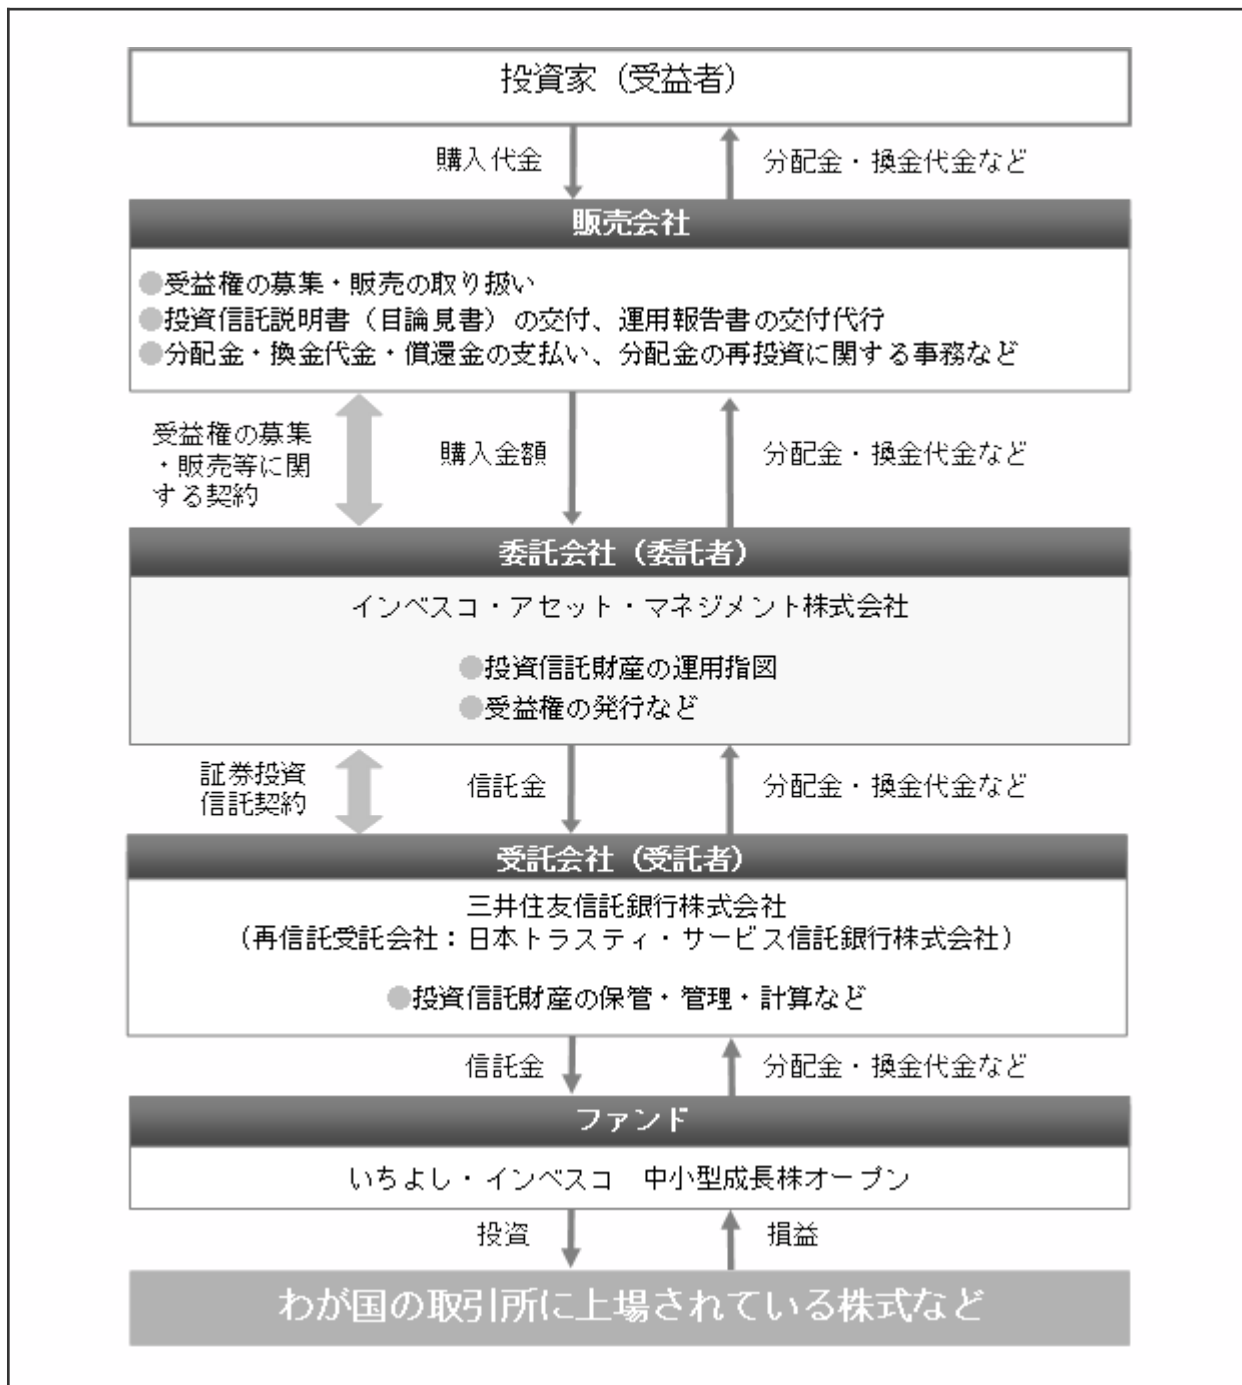 投資家（受益者）
購入代金
分配金・換金代金など
販売会社
●受益権の募集・販売の取り扱い
●投資信託説明書（目論見書）の交付、運用報告書の交付代行
●分配金・換金代金・償還金の支払い、分配金の再投資に関する事務など
受益権の募集
・販売等に関
する契約
購入金額
分配金・換金代金など
委託会社（委託者）
インベスコ・アセット・マネジメント株式会社
●投資信託財産の運用指図
●受益権の発行など
証券投資
信託契約
信託金
分配金・換金代金など
受託会社（受託者）
三井住友信託銀行株式会社
（再信託受託会社：日本トラスティ・サービス信託銀行株式会社）
●投資信託財産の保管・管理・計算など
信託金
分配金・換金代金など
ファンド
いちよし・インベスコ　中小型成長株オープン
投資
損益
わが国の取引所に上場されている株式など